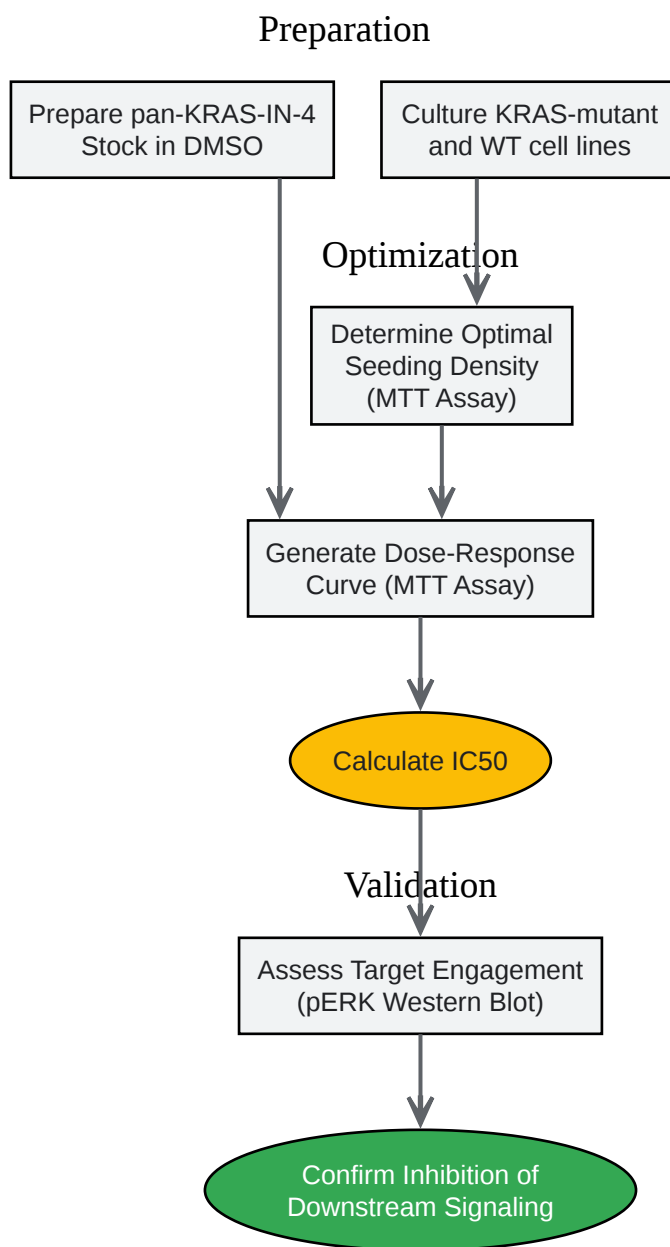 Preparation
Prepare pan-KRAS-IN-4
Stock in DMSO
Culture KRAS-mutant
and WT cell lines
Optimization
Determine Optimal
Seeding Density
(MTT Assay)
Generate Dose-Response
Curve (MTT Assay)
Calculate IC50
Validation
Assess Target Engagement
(pERK Western Blot)
Confirm Inhibition of
Downstream Signaling